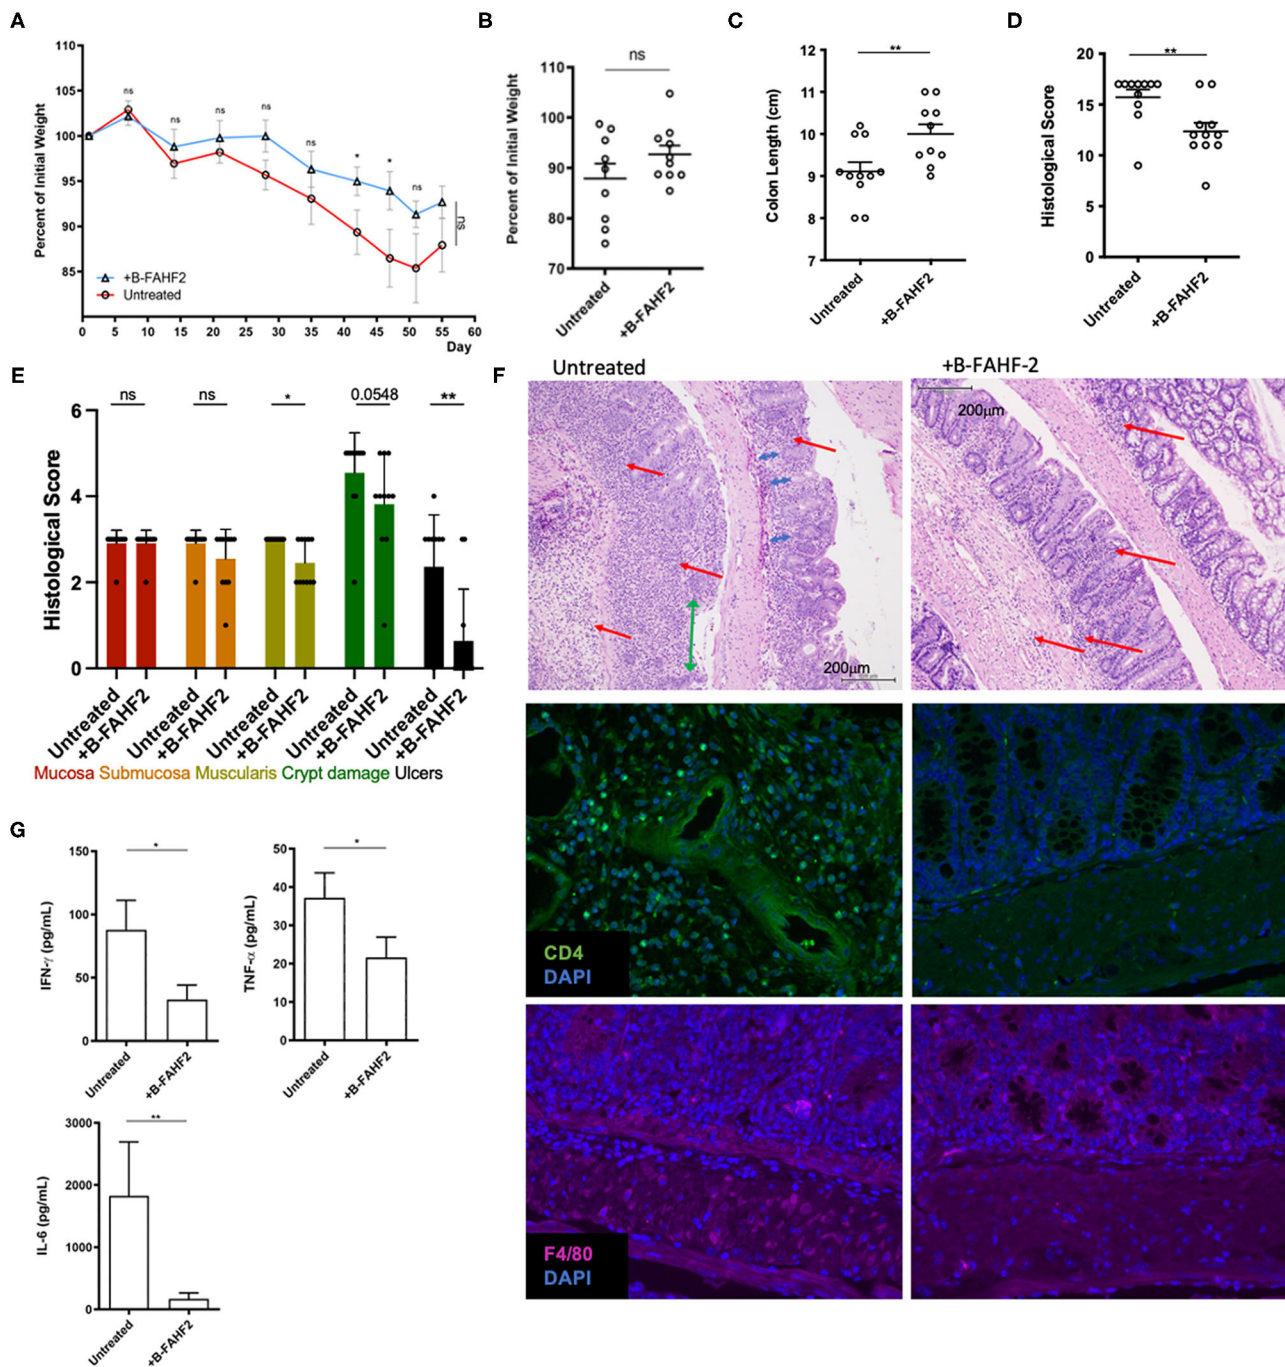 A
110
105
100
95
90
85
Percent of Initial Weight
ns
ns
ns
ns
ns
*
*
ns
ns
+B-FAHF2
Untreated
0 5 10 15 20 25 30 35 40 45 50 55 60
Day
B
ns
110
100
90
80
70
Percent of Initial Weight
Untreated
+B-FAHF2
C
**
12
11
10
9
8
7
Colon Length (cm)
Untreated
+B-FAHF2
D
**
20
15
10
5
0
Histological Score
Untreated
+B-FAHF2
E
ns ns * 0.0548 **
6
4
2
0
Histological Score
Untreated
+B-FAHF2
Untreated
+B-FAHF2
Untreated
+B-FAHF2
Untreated
+B-FAHF2
Untreated
+B-FAHF2
Mucosa Submucosa Muscularis Crypt damage Ulcers
F
Untreated
+B-FAHF-2
200μm
200μm
CD4
DAPI
F4/80
DAPI
G
*
150
100
50
0
IFN-γ (pg/mL)
Untreated
+B-FAHF2
*
50
40
30
20
10
0
TNF-α (pg/mL)
Untreated
+B-FAHF2
**
3000
2000
1000
0
IL-6 (pg/mL)
Untreated
+B-FAHF2